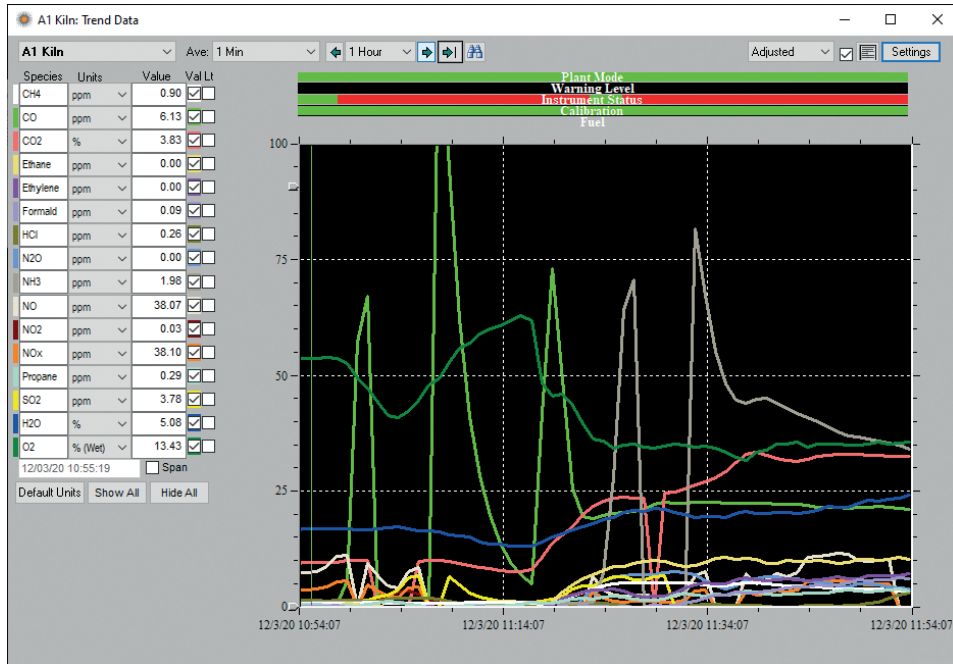 A1 Kiln: Trend Data
A1 Kiln Ave: 1 Min 1 Hour Adjusted Settings
Species Units Value Val Lt
CH4 ppm 0.90
CO ppm 6.13
CO2 % 3.83
Ethane ppm 0.00
Ethylene ppm 0.00
Formald ppm 0.09
HCl ppm 0.26
N2O ppm 0.00
NH3 ppm 1.98
NO ppm 38.07
NO2 ppm 0.03
NOx ppm 38.10
Propane ppm 0.29
SO2 ppm 3.78
H2O % 5.08
O2 % (Wet) 13.43
12/03/20 10:55:19 Span
Default Units Show All Hide All
Plant Mode
Warning Level
Instrument Status
Calibration
Fuel
100
75
50
25
0
12/3/20 10:54:07 12/3/20 11:14:07 12/3/20 11:34:07 12/3/20 11:54:07